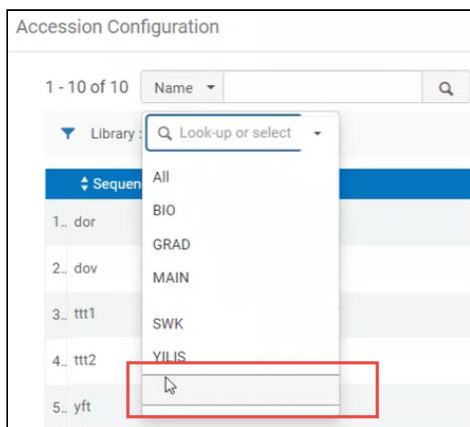 Accession Configuration
1 - 10 of 10 Name
Library : Look-up or select
Sequen
All
1.. dor
BIO
GRAD
2.. dov
MAIN
3.. ttt1
SWK
4.. ttt2
YILIS
5.. yft